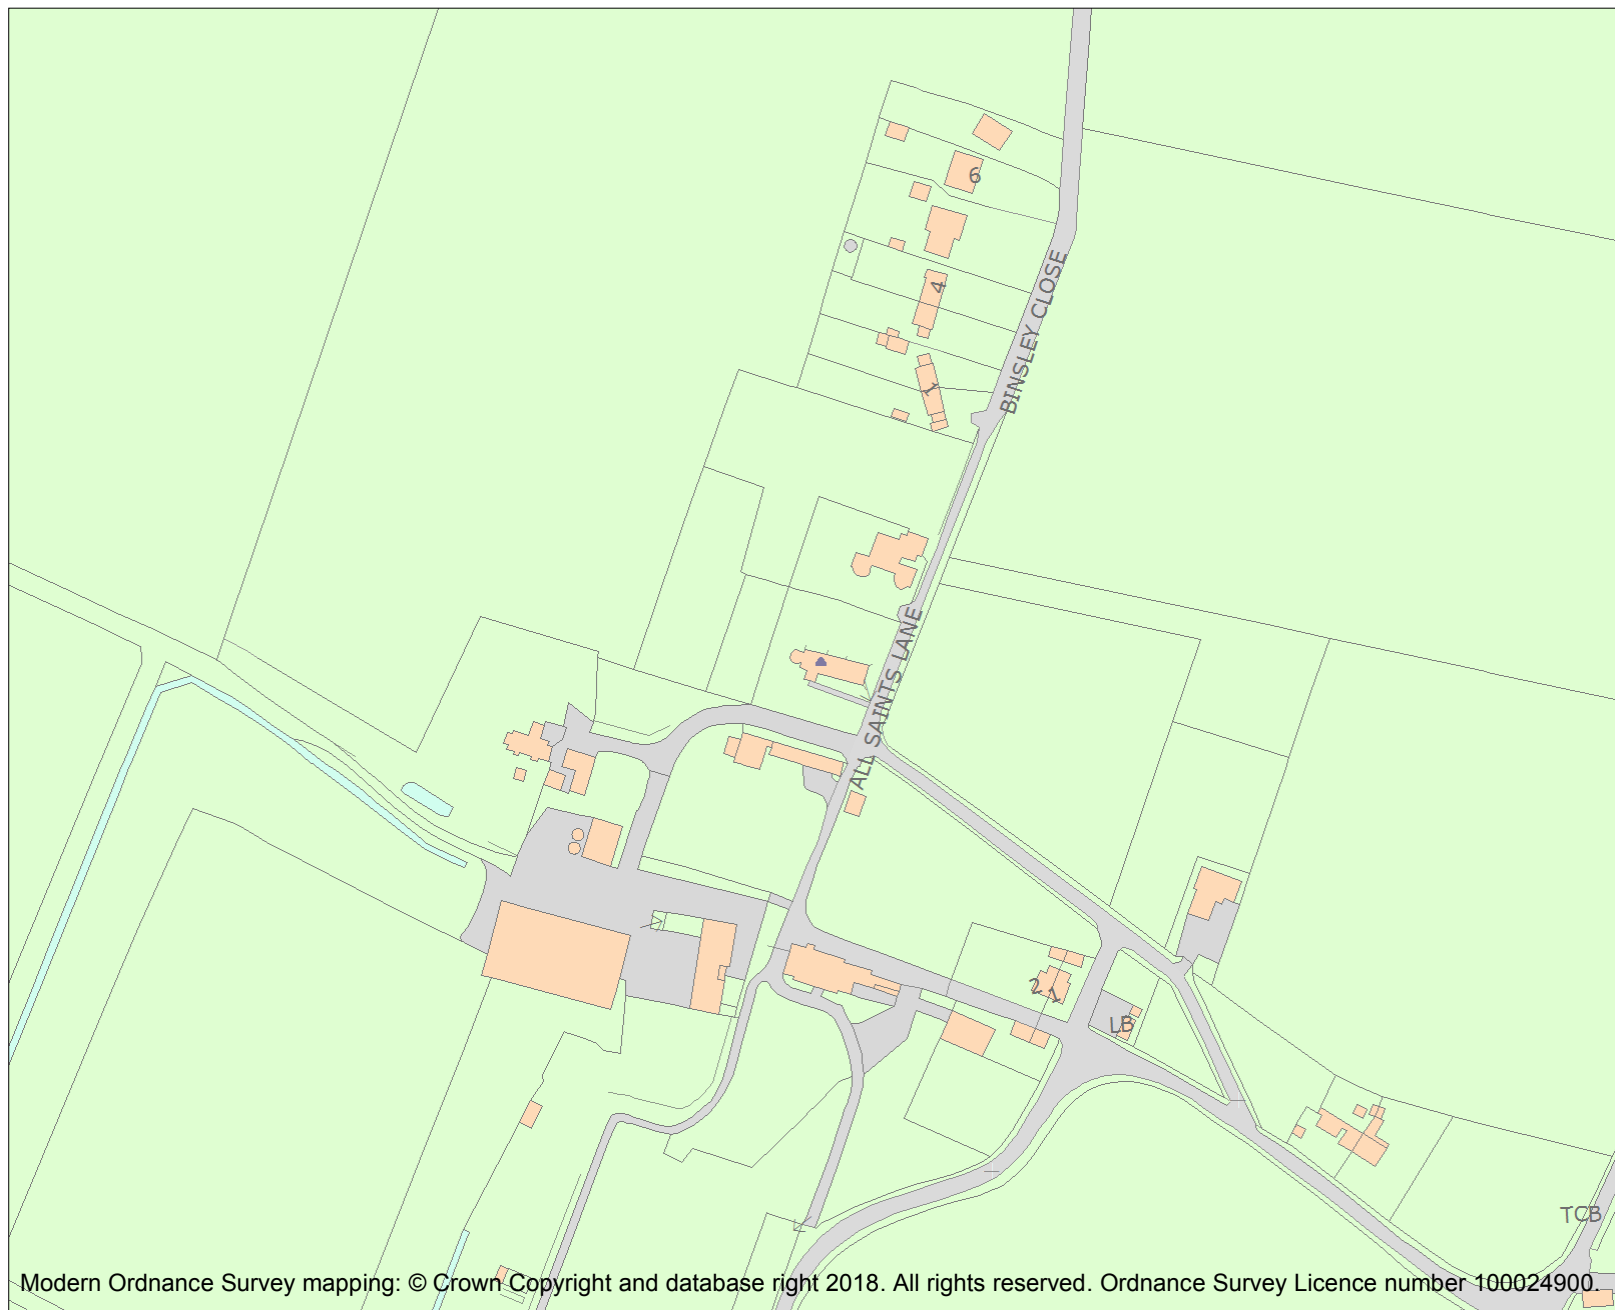 6
4
BINSLEY CLOSE
1
ALL SAINTS LANE
2
1
LB
TCB
Modern Ordnance Survey mapping: © Crown Copyright and database right 2018. All rights reserved. Ordnance Survey Licence number 100024900.